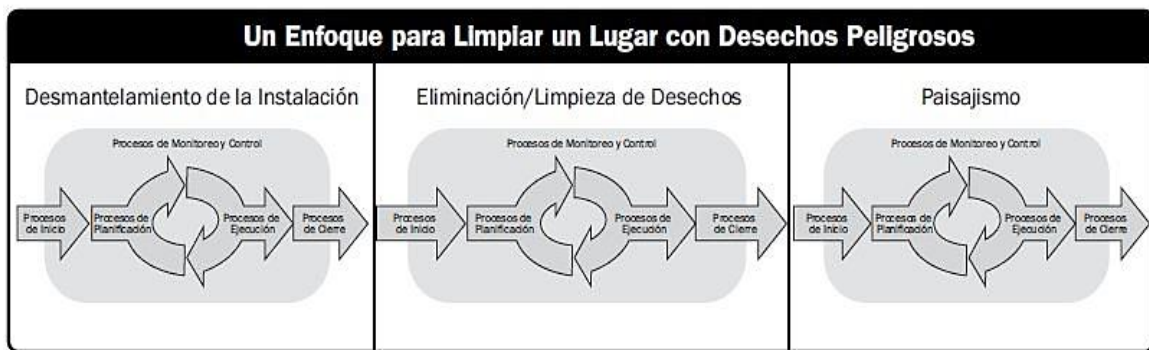 Un Enfoque para Limpiar un Lugar con Desechos Peligrosos
Desmantelamiento de la Instalación
Procesos de Monitoreo y Control
Procesos
de Inicio
Procesos de
Planificación
Procesos de
Ejecución
Procesos
de Cierre
Eliminación/Limpieza de Desechos
Procesos de Monitoreo y Control
Procesos
de Inicio
Procesos de
Planificación
Procesos de
Ejecución
Procesos
de Cierre
Paisajismo
Procesos de Monitoreo y Control
Procesos
de Inicio
Procesos de
Planificación
Procesos de
Ejecución
Procesos
de Cierre